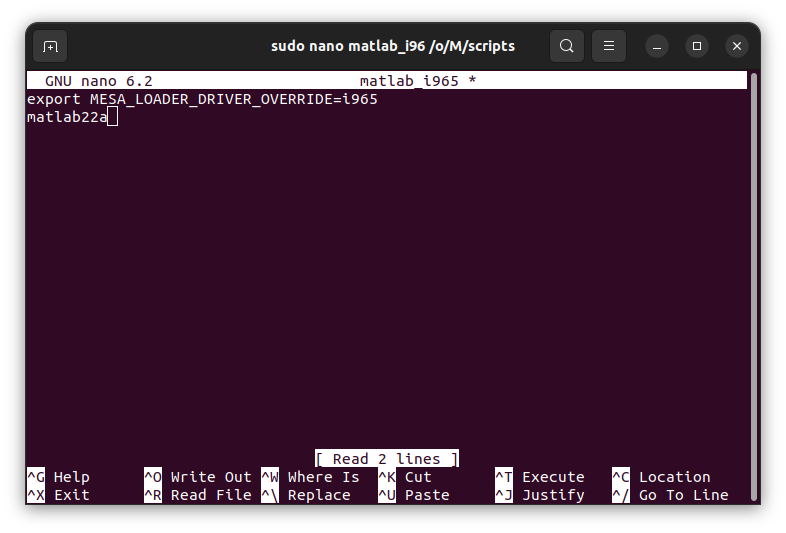 sudo nano matlab_i96 /o/M/scripts
GNU nano 6.2 matlab_i965 *
export MESA_LOADER_DRIVER_OVERRIDE=i965
matlab22a
[ Read 2 lines ]
^G Help ^O Write Out ^W Where Is ^K Cut ^T Execute ^C Location
^X Exit ^R Read File ^\ Replace ^U Paste ^J Justify ^/ Go To Line